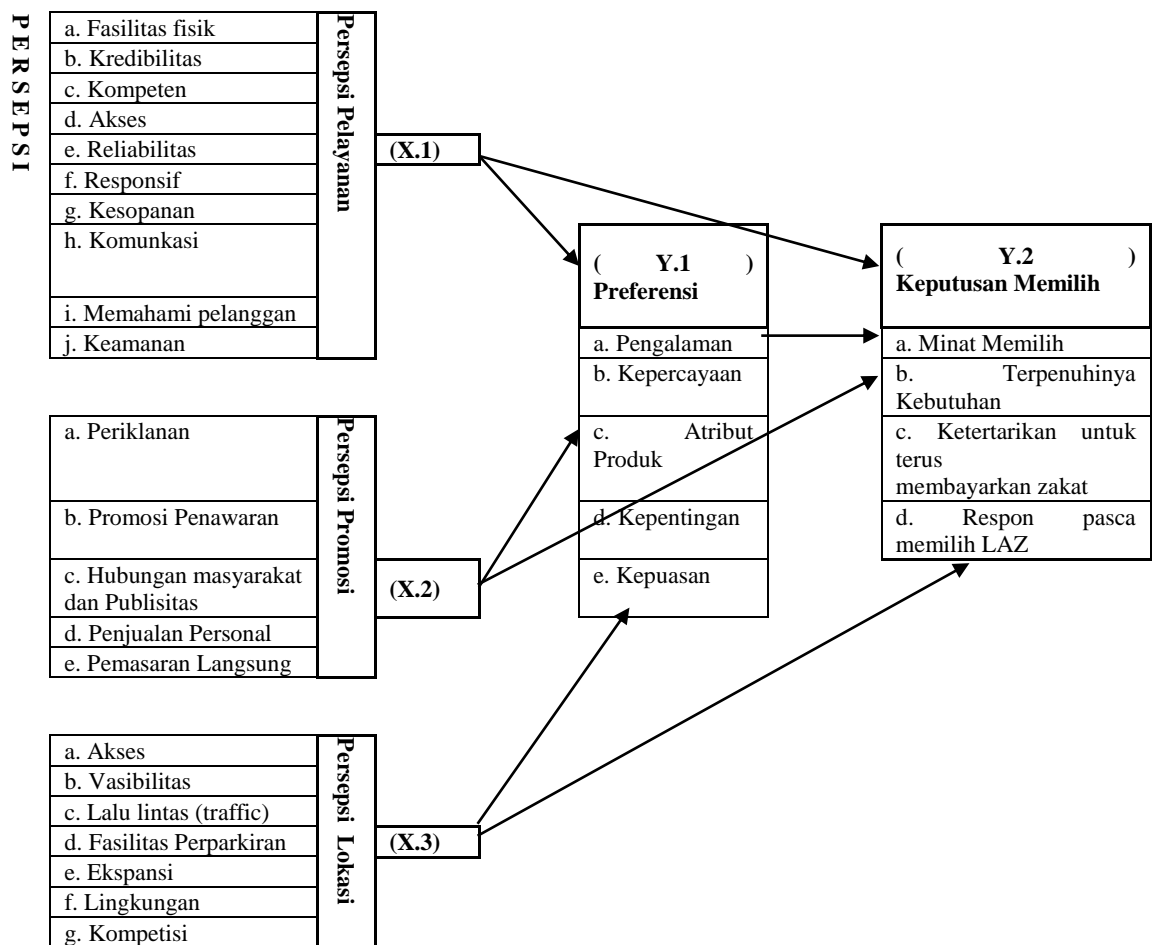 PERSEPSI
a. Fasilitas fisik
b. Kredibilitas
c. Kompeten
d. Akses
e. Reliabilitas
f. Responsif
g. Kesopanan
h. Komunkasi
i. Memahami pelanggan
j. Keamanan
Persepsi Pelayanan
(X.1)
a. Periklanan
b. Promosi Penawaran
c. Hubungan masyarakat
dan Publisitas
d. Penjualan Personal
e. Pemasaran Langsung
Persepsi Promosi
(X.2)
a. Akses
b. Vasibilitas
c. Lalu lintas (traffic)
d. Fasilitas Perparkiran
e. Ekspansi
f. Lingkungan
g. Kompetisi
Persepsi Lokasi
(X.3)
( Y.1 )
Preferensi
a. Pengalaman
b. Kepercayaan
c. Atribut
Produk
d. Kepentingan
e. Kepuasan
( Y.2 )
Keputusan Memilih
a. Minat Memilih
b. Terpenuhinya
Kebutuhan
c. Ketertarikan untuk
terus
membayarkan zakat
d. Respon pasca
memilih LAZ